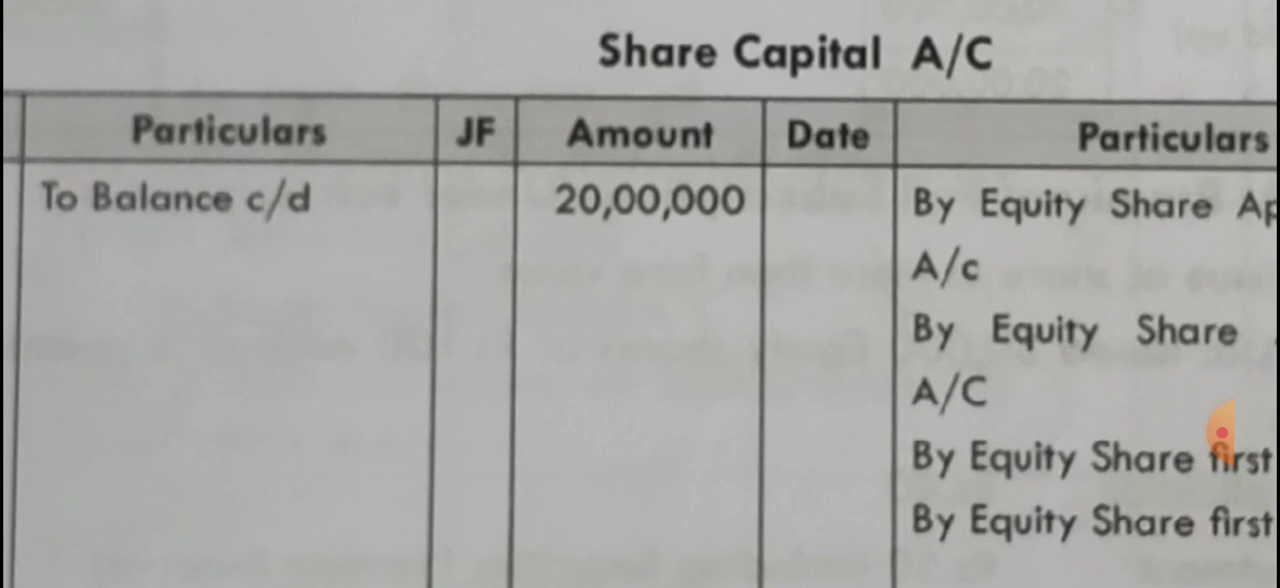 Share Capital A/C
Particulars JF Amount Date Particulars
To Balance c/d 20,00,000 By Equity Share
A/c
By Equity Share
A/C
By Equity Share first
By Equity Share first